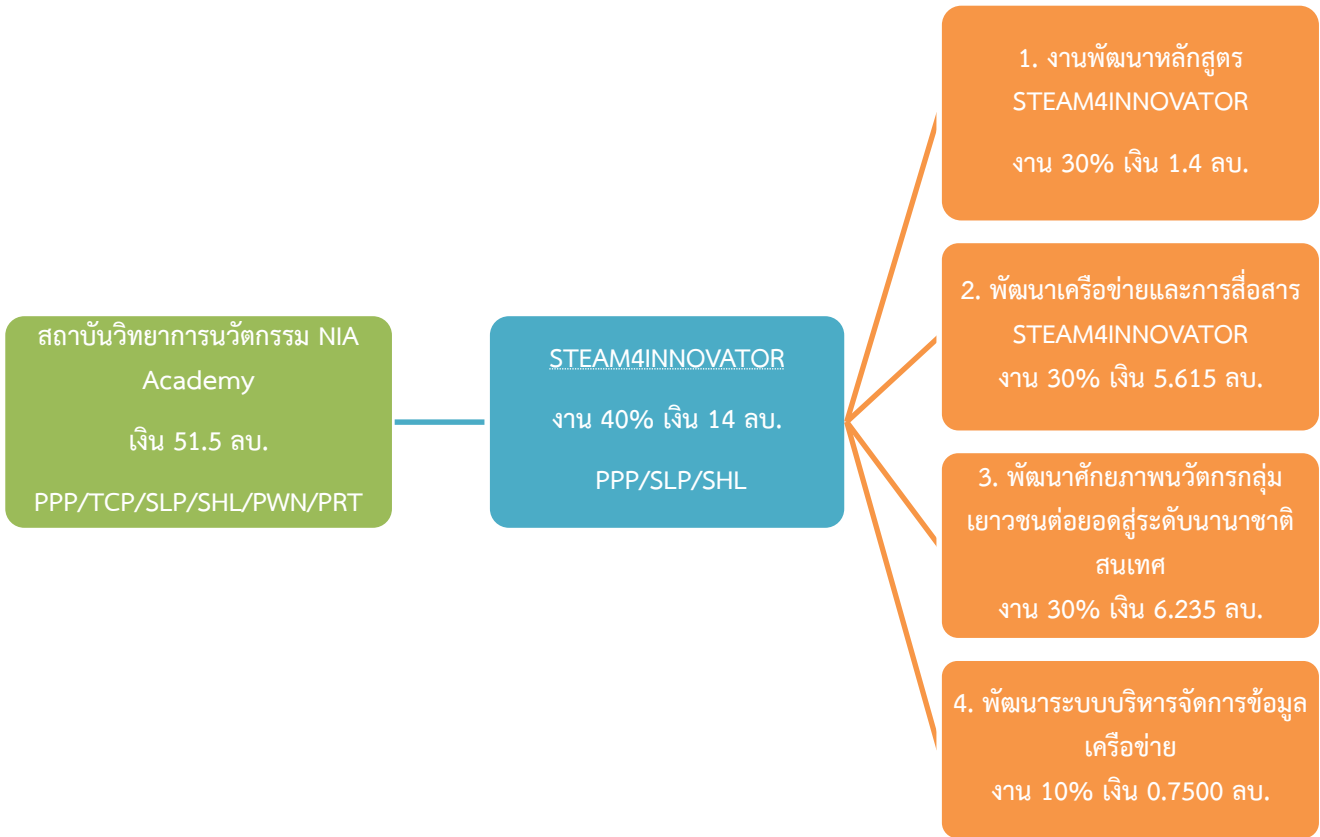 สถาบันวิทยาการนวัตกรรม NIA
Academy
เงิน 51.5 ลบ.
PPP/TCP/SLP/SHL/PWN/PRT
STEAM4INNOVATOR
งาน 40% เงิน 14 ลบ.
PPP/SLP/SHL
1. งานพัฒนาหลักสูตร
STEAM4INNOVATOR
งาน 30% เงิน 1.4 ลบ.
2. พัฒนาเครือข่ายและการสื่อสาร
STEAM4INNOVATOR
งาน 30% เงิน 5.615 ลบ.
3. พัฒนาศักยภาพนวัตกรกลุ่ม
เยาวชนต่อยอดสู่ระดับนานาชาติ
สนเทศ
งาน 30% เงิน 6.235 ลบ.
4. พัฒนาระบบบริหารจัดการข้อมูล
เครือข่าย
งาน 10% เงิน 0.7500 ลบ.